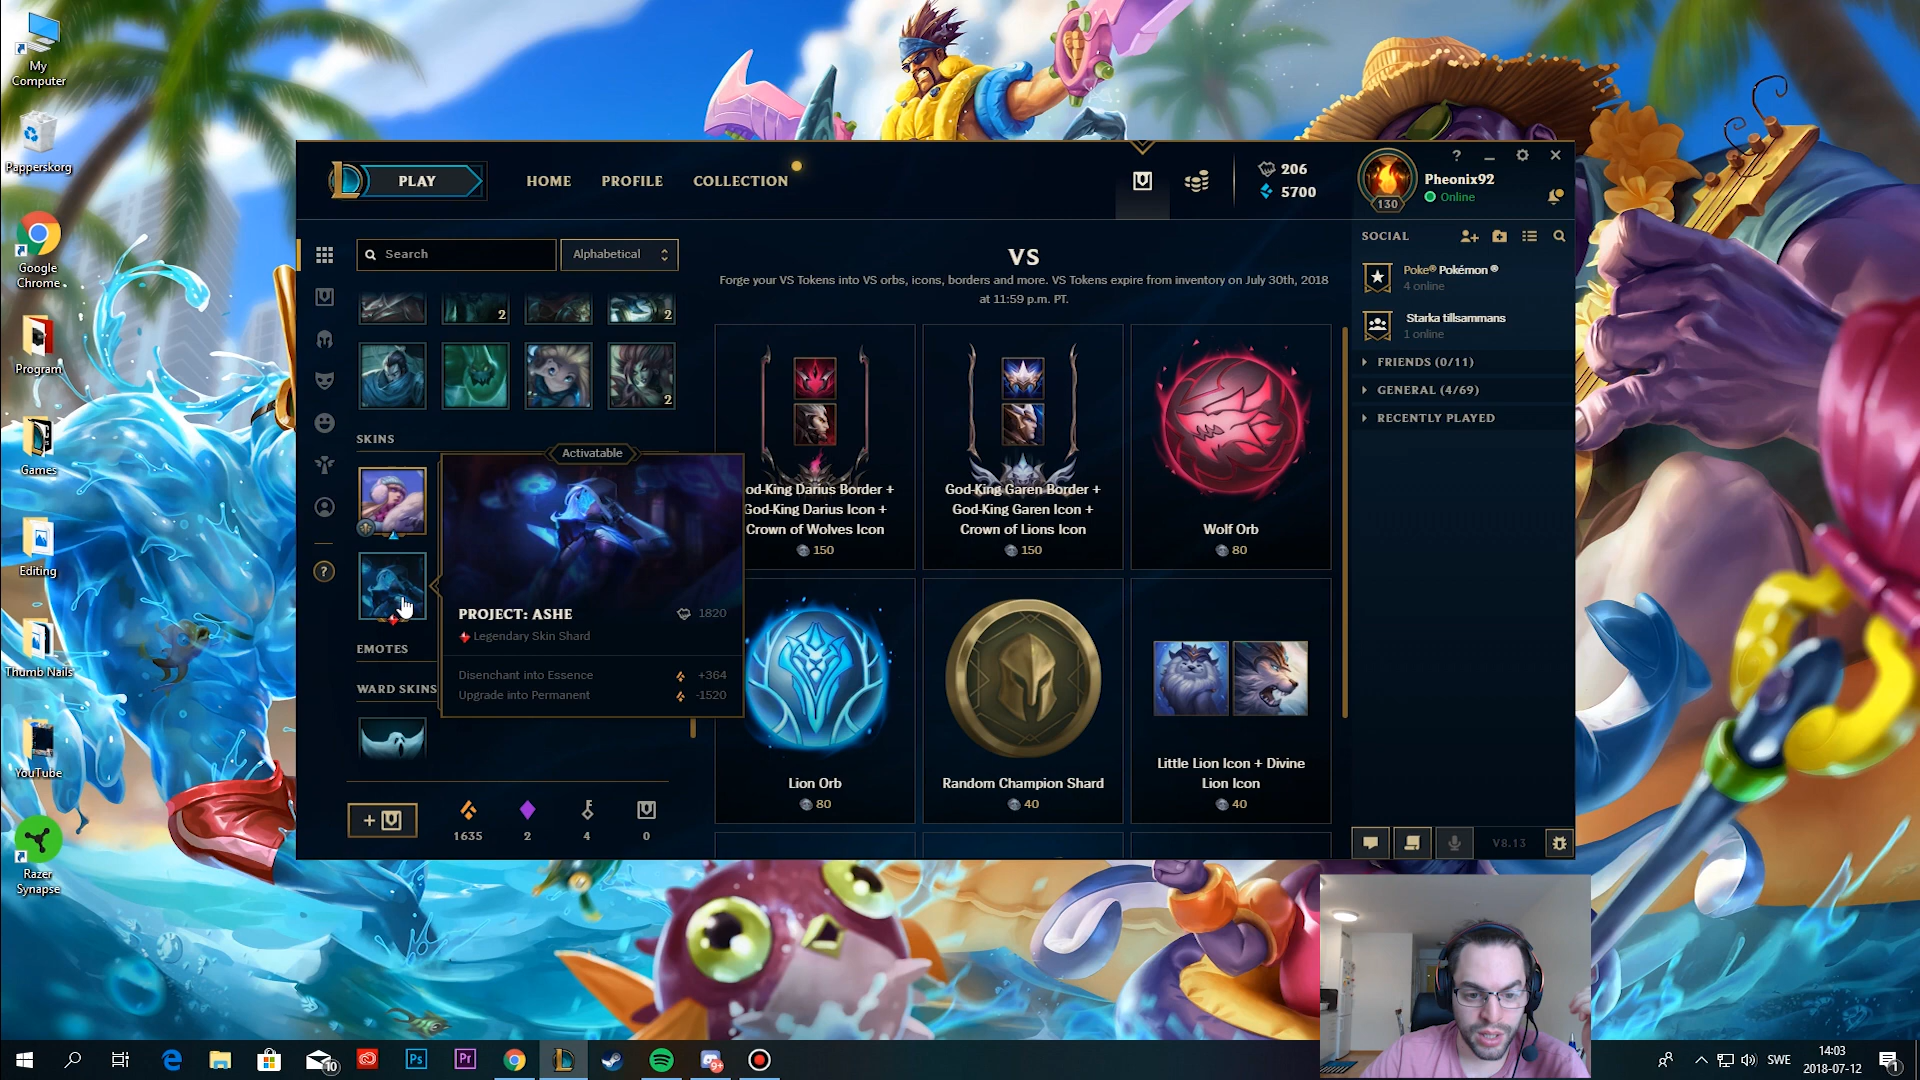 My
Computer
Papperskorg
Google
Chrome
Program
Games
Editing
Thumb Nails
YouTube
Razer
Synapse
PLAY
HOME
PROFILE
COLLECTION
206
5700
130
Pheonix92
Online
?
Search
Alphabetical
2
2
2
SKINS
EMOTES
WARD SKINS
?
Activatable
PROJECT: ASHE
1820
Legendary Skin Shard
Disenchant into Essence
+364
Upgrade into Permanent
-1520
1635
2
4
0
VS
Forge your VS Tokens into VS orbs, icons, borders and more. VS Tokens expire from inventory on July 30th, 2018
at 11:59 p.m. PT.
od-King Darius Border +
God-King Darius Icon +
Crown of Wolves Icon
150
God-King Garen Border +
God-King Garen Icon +
Crown of Lions Icon
150
Wolf Orb
80
Lion Orb
80
Random Champion Shard
40
Little Lion Icon + Divine
Lion Icon
40
SOCIAL
Poke® Pokémon ®
4 online
Starka tillsammans
1 online
FRIENDS (0/11)
GENERAL (4/69)
RECENTLY PLAYED
V8.13
10
Ps
Pr
9+
SWE
14:03
2018-07-12
1